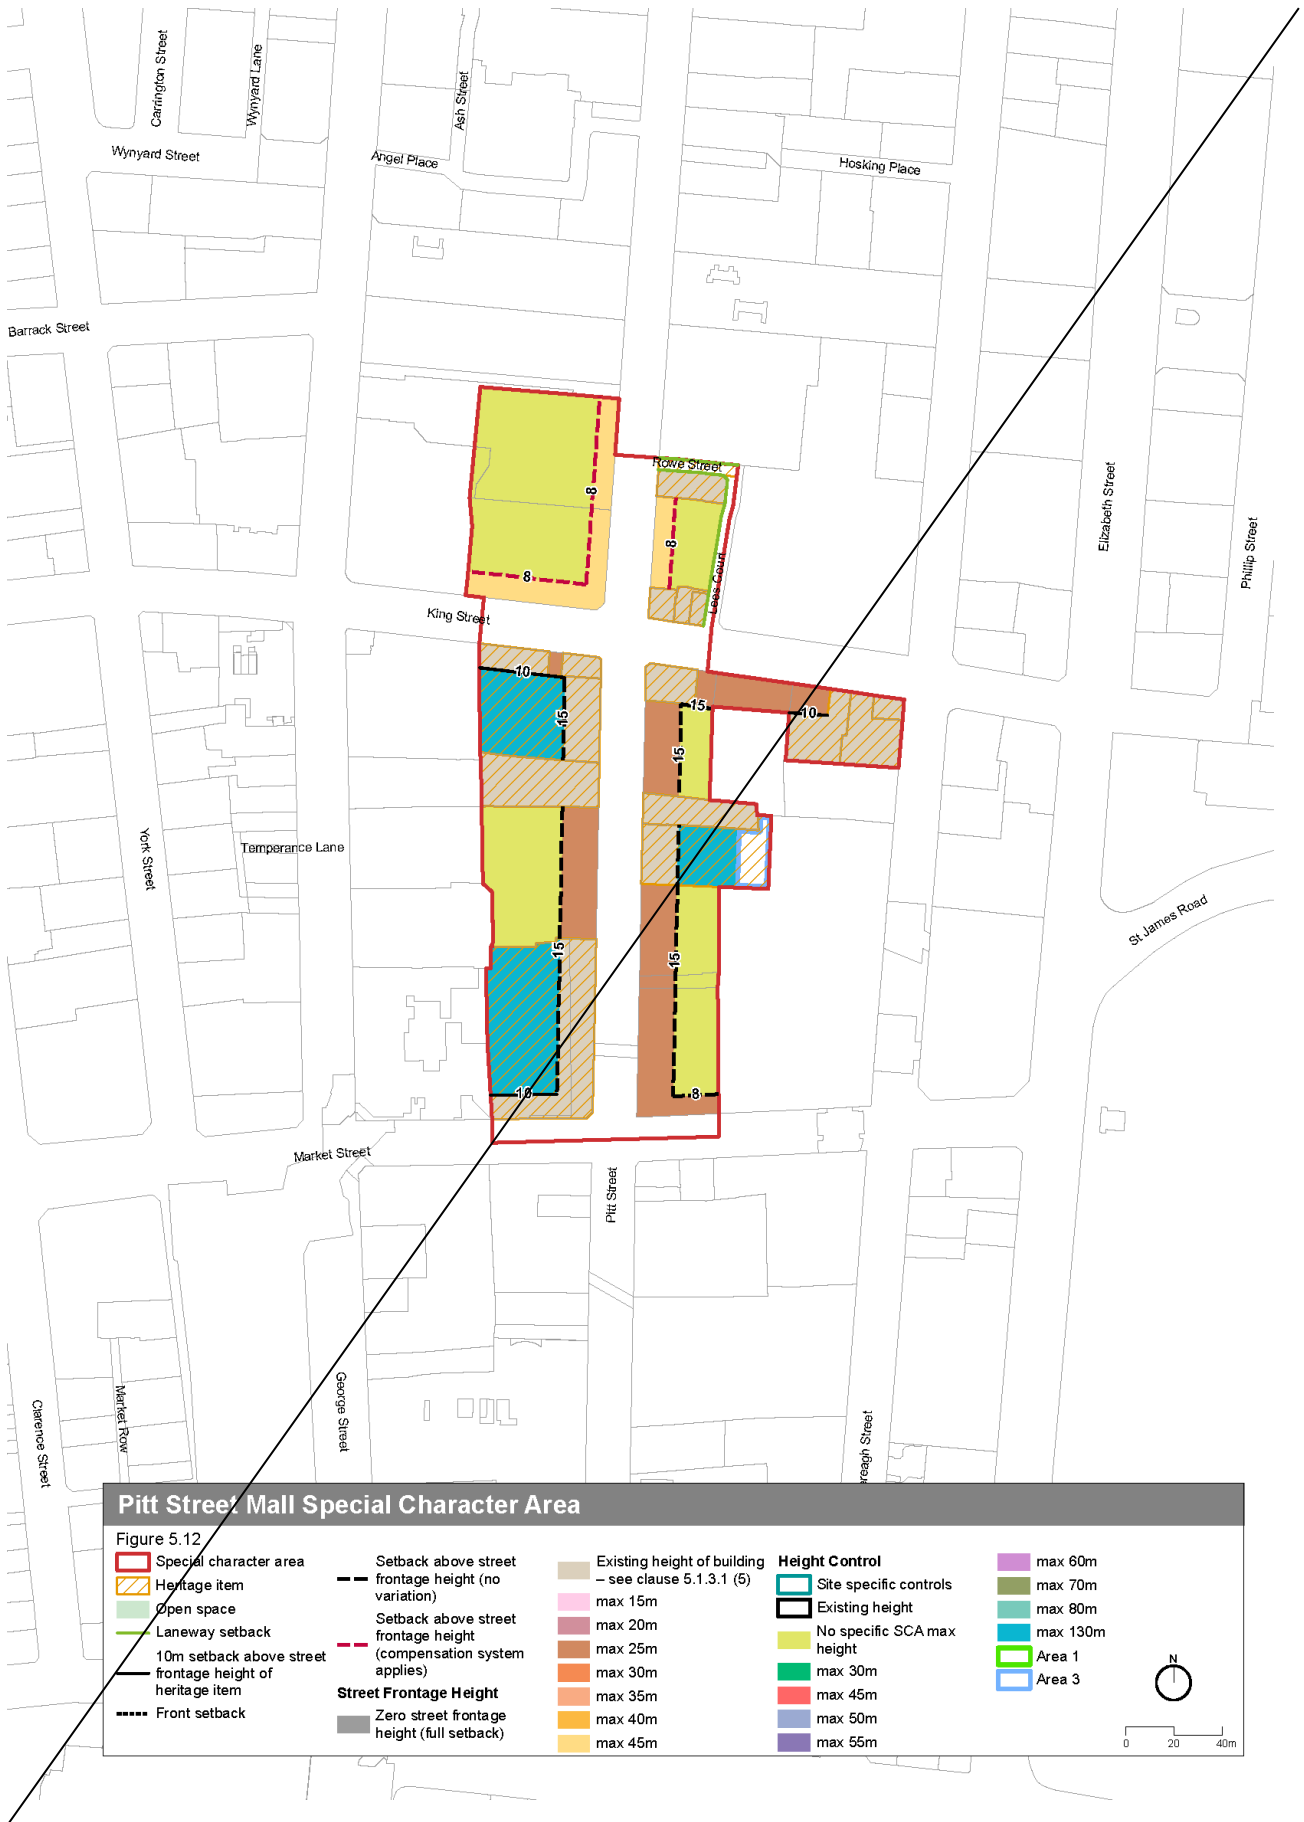 Carrington Street
Wynyard Lane
Ash Street
Wynyard Street
Angel Place
Hosking Place
Barrack Street
Rowe Street
8
8
8
Elizabeth Street
Phillip Street
Lees Court
King Street
10
15
15
10
15
York Street
Temperance Lane
St James Road
15
15
10
8
Market Street
Pitt Street
Clarence Street
Market Row
George Street
ereagh Street
Pitt Street Mall Special Character Area
Figure 5.12
Special character area
Heritage item
Open space
Laneway setback
10m setback above street
frontage height of
heritage item
Front setback
Setback above street
frontage height (no
variation)
Setback above street
frontage height
(compensation system
applies)
Street Frontage Height
Zero street frontage
height (full setback)
Existing height of building
– see clause 5.1.3.1 (5)
max 15m
max 20m
max 25m
max 30m
max 35m
max 40m
max 45m
Height Control
Site specific controls
Existing height
No specific SCA max
height
max 30m
max 45m
max 50m
max 55m
max 60m
max 70m
max 80m
max 130m
Area 1
Area 3
N
0 20 40m